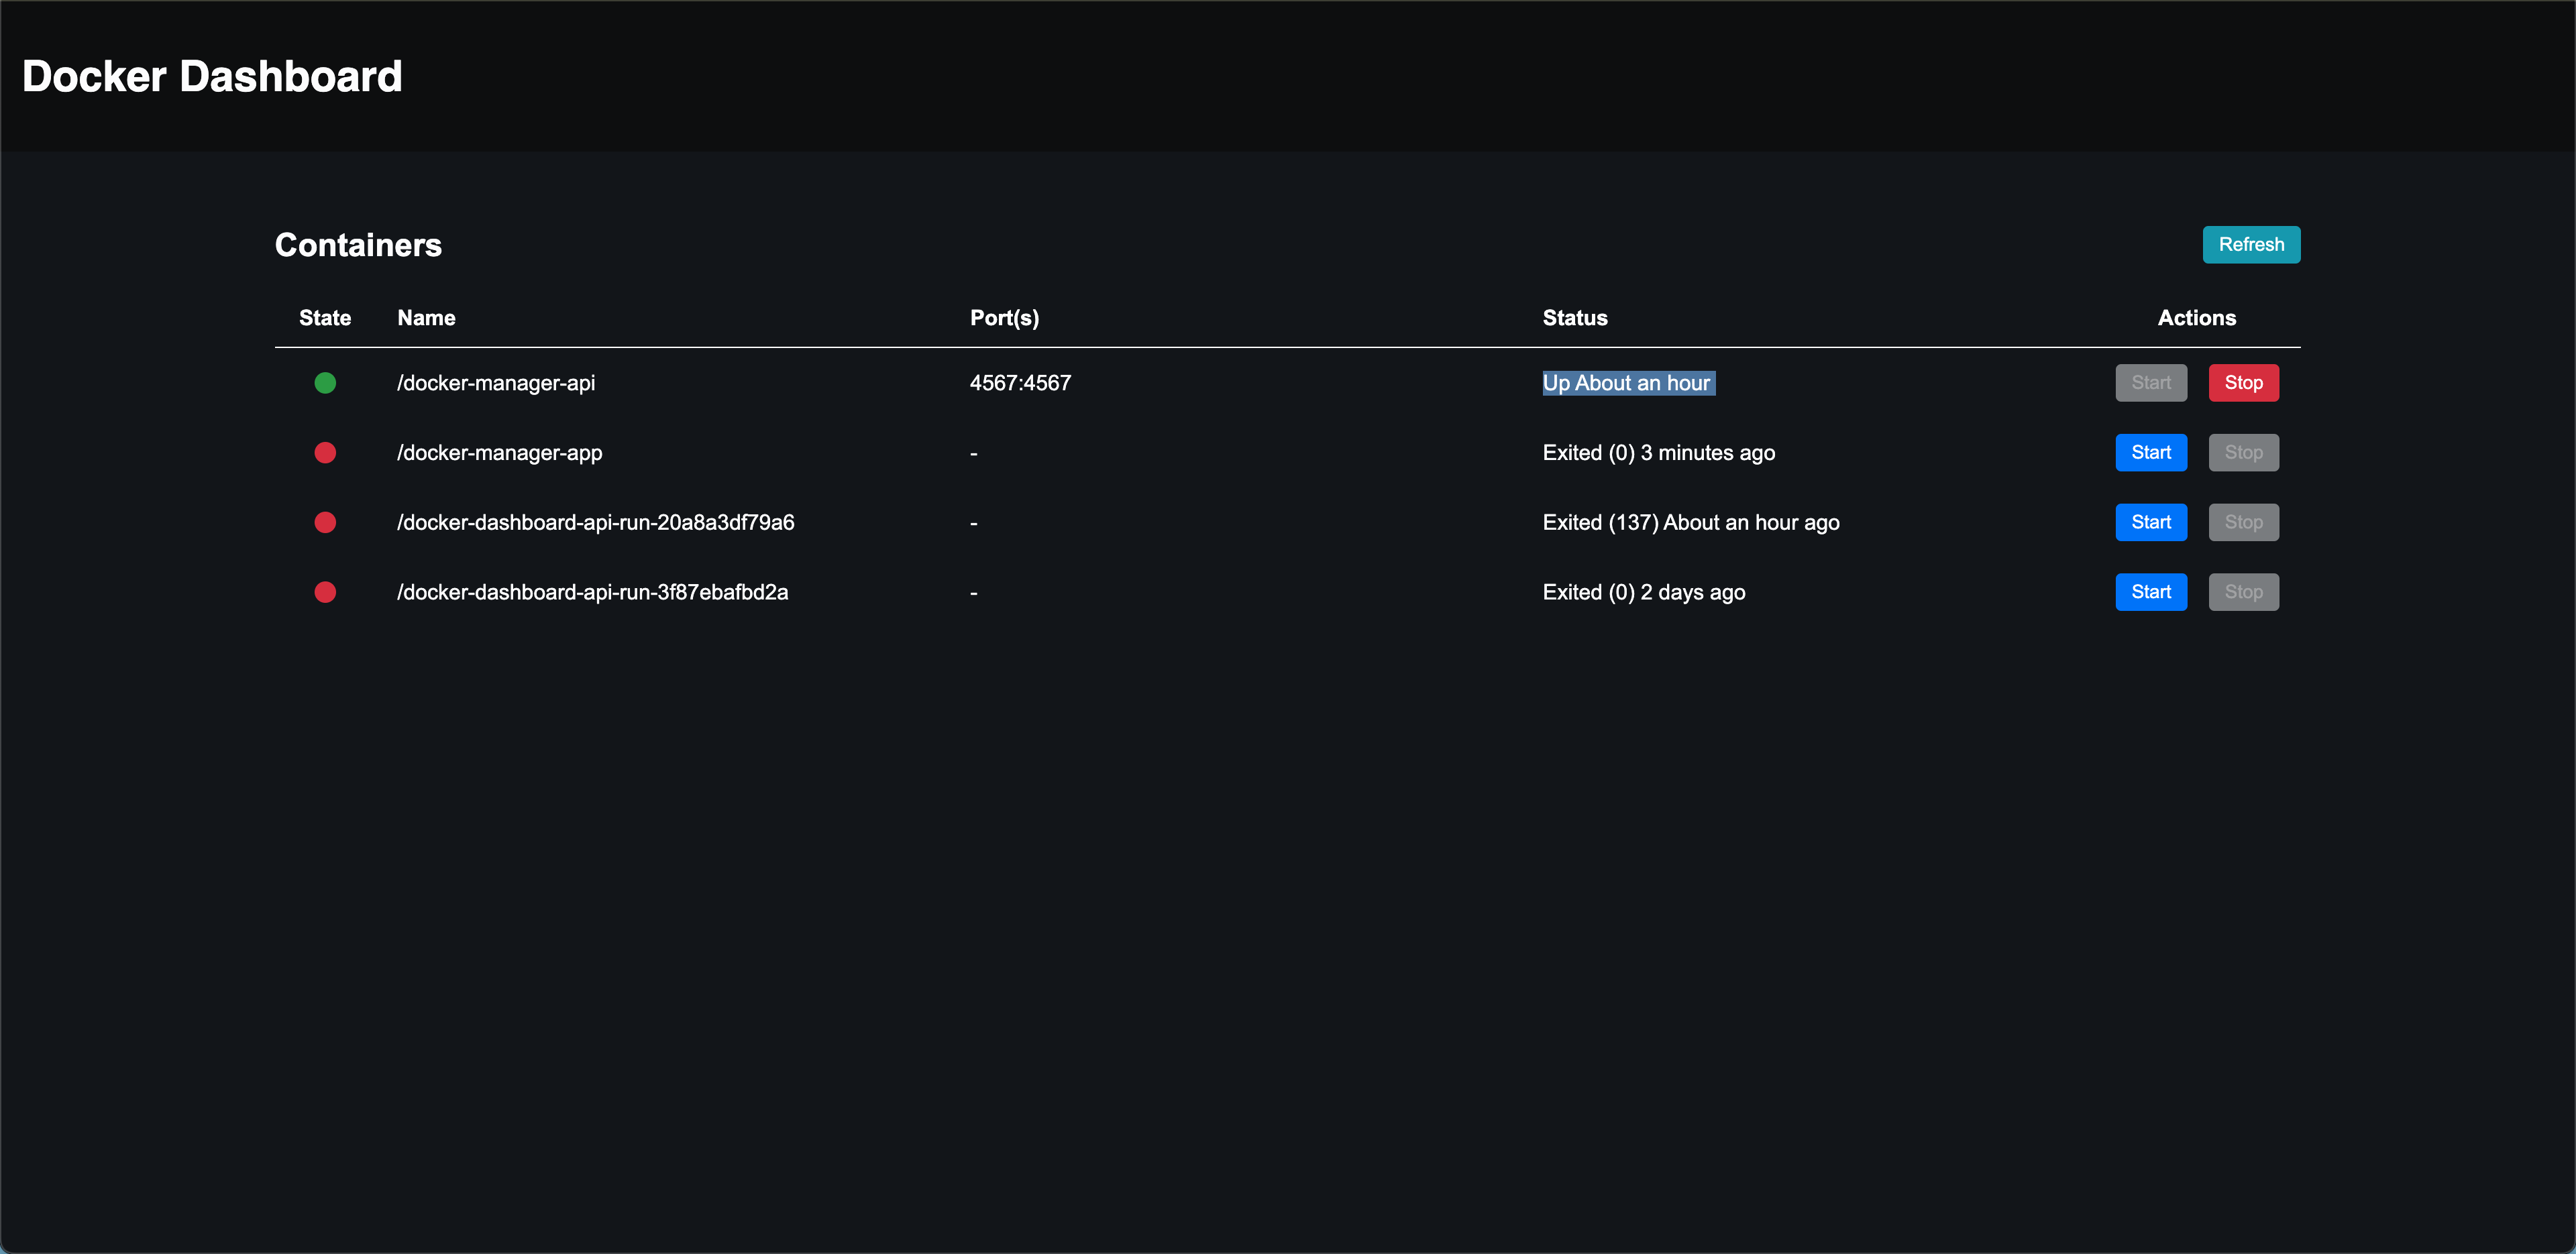 Docker Dashboard
Containers Refresh
State Name Port(s) Status Actions
/docker-manager-api 4567:4567 Up About an hour Start Stop
/docker-manager-app - Exited (0) 3 minutes ago Start Stop
/docker-dashboard-api-run-20a8a3df79a6 - Exited (137) About an hour ago Start Stop
/docker-dashboard-api-run-3f87ebafbd2a - Exited (0) 2 days ago Start Stop